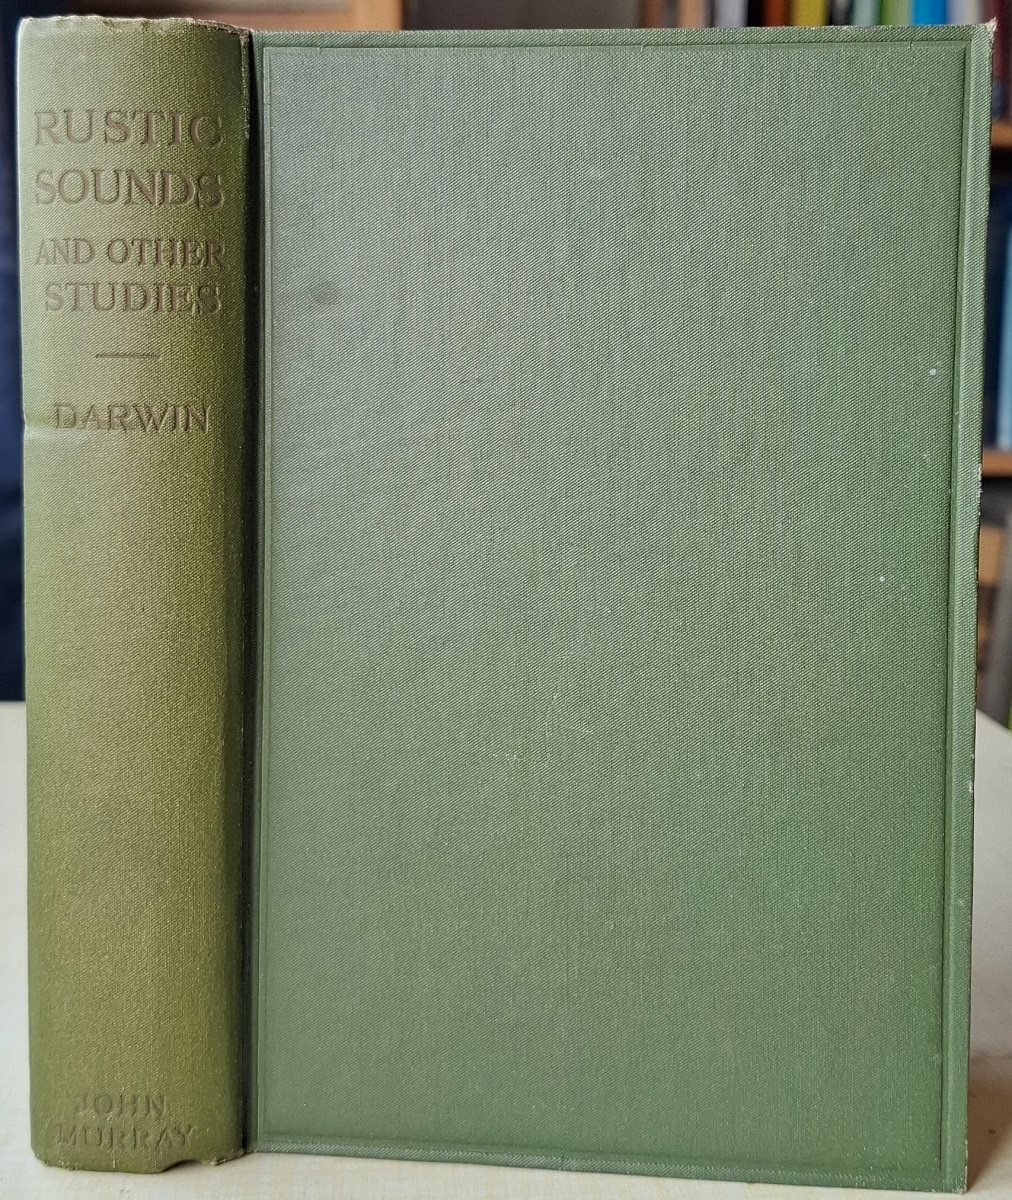 RUSTIC
SOUNDS
AND OTHER
STUDIES
DARWIN
JOHN
MURRAY